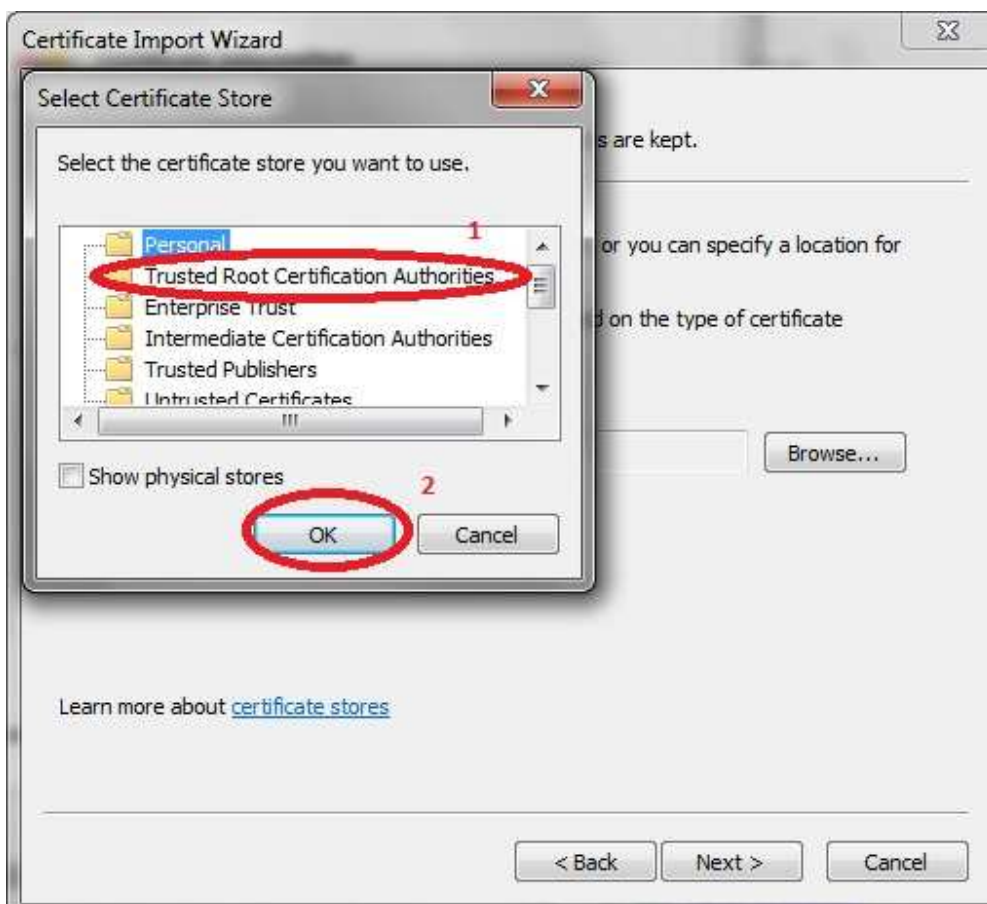 Certificate Import Wizard
Select Certificate Store
s are kept.
Select the certificate store you want to use.
1
Personal
or you can specify a location for
Trusted Root Certification Authorities
Enterprise Trust
d on the type of certificate
Intermediate Certification Authorities
Trusted Publishers
Untrusted Certificates
Browse...
Show physical stores
2
OK
Cancel
Learn more about certificate stores
< Back
Next >
Cancel